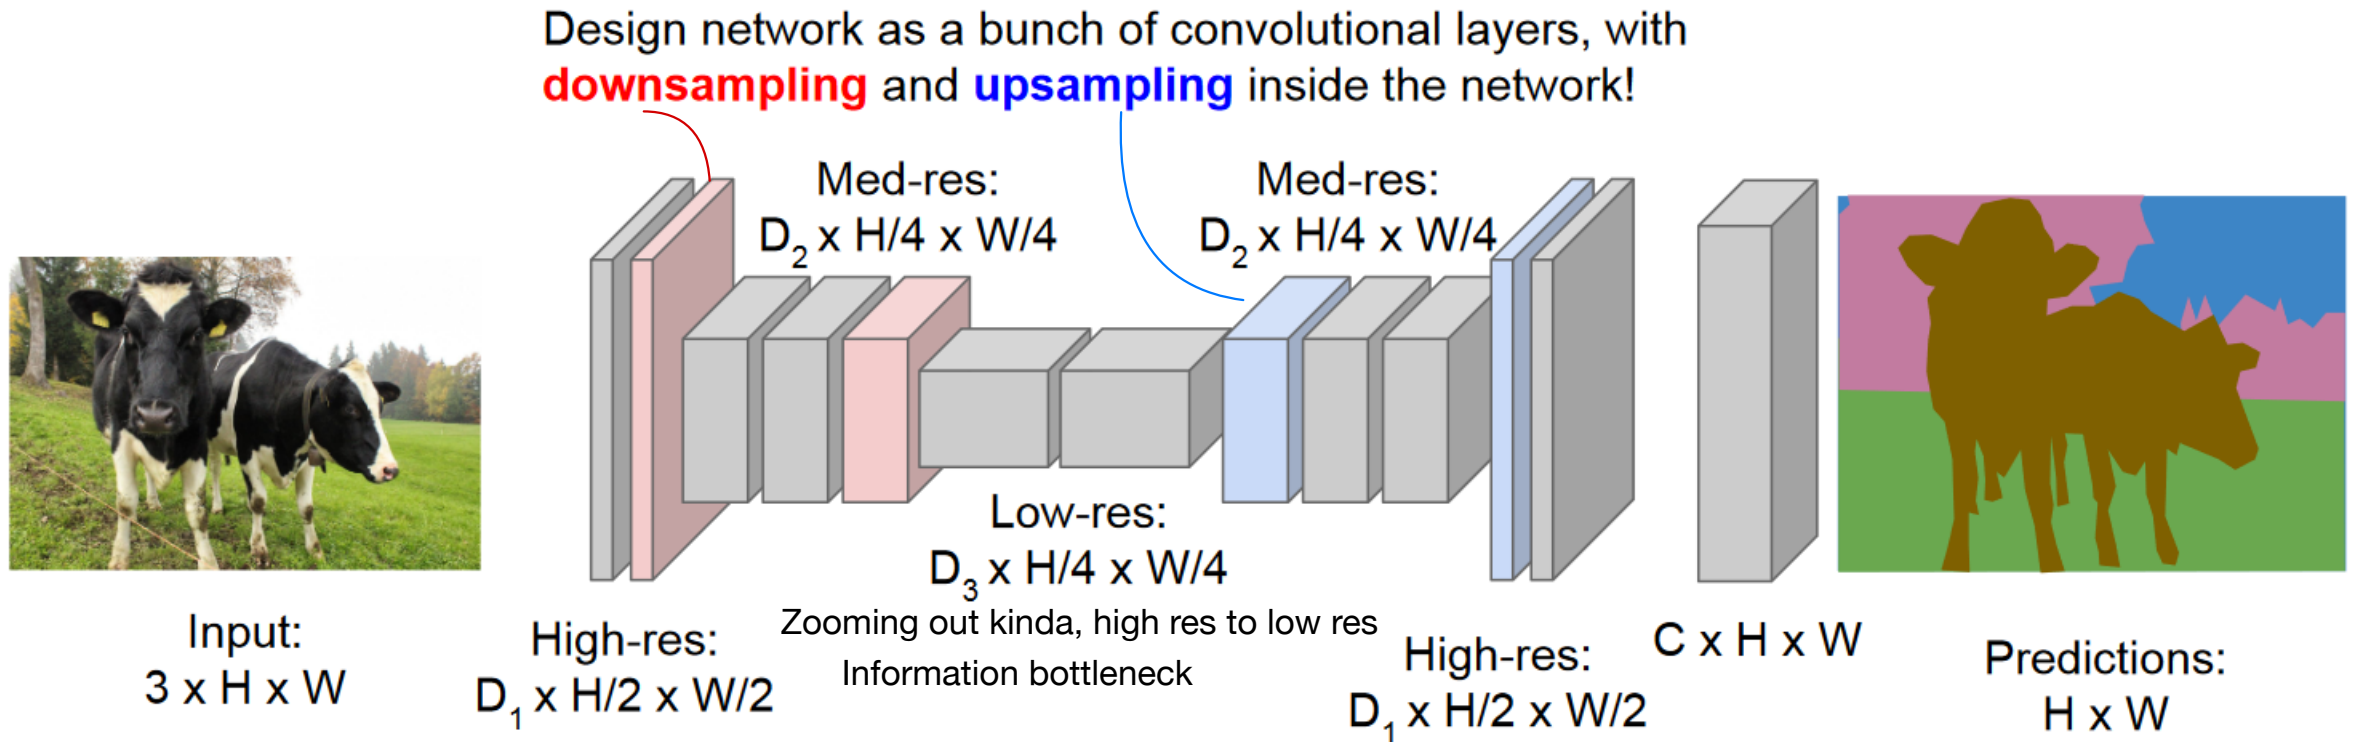 Design network as a bunch of convolutional layers, with
downsampling and upsampling inside the network!
Med-res:
D2 x H/4 x W/4
Med-res:
D2 x H/4 x W/4
Low-res:
D3 x H/4 x W/4
Zooming out kinda, high res to low res
Information bottleneck
Input:
3 x H x W
High-res:
D1 x H/2 x W/2
High-res:
D1 x H/2 x W/2
C x H x W
Predictions:
H x W